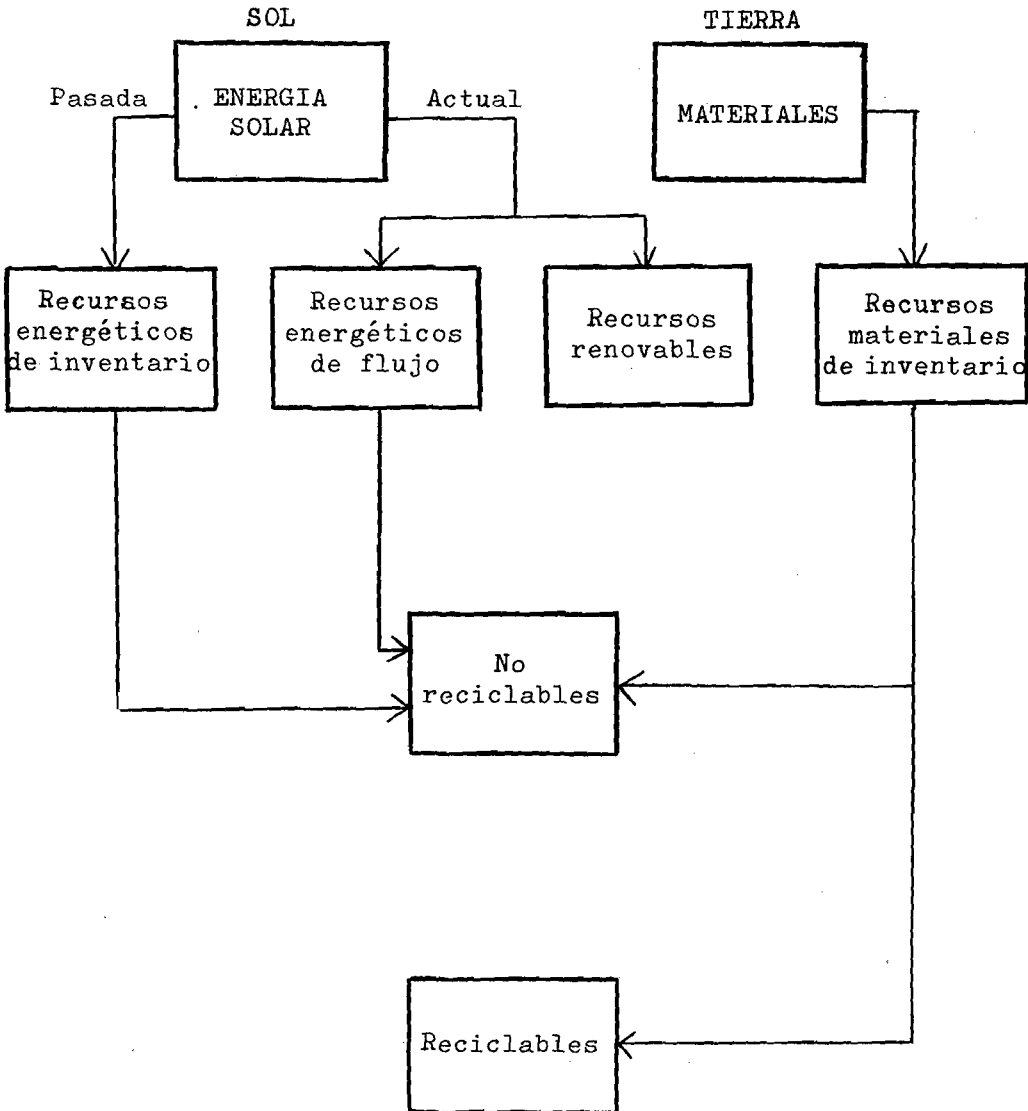 SOL
TIERRA
Pasada
ENERGIA
SOLAR
Actual
MATERIALES
Recursos
energéticos
de inventario
Recursos
energéticos
de flujo
Recursos
renovables
Recursos
materiales
de inventario
No
reciclables
Reciclables